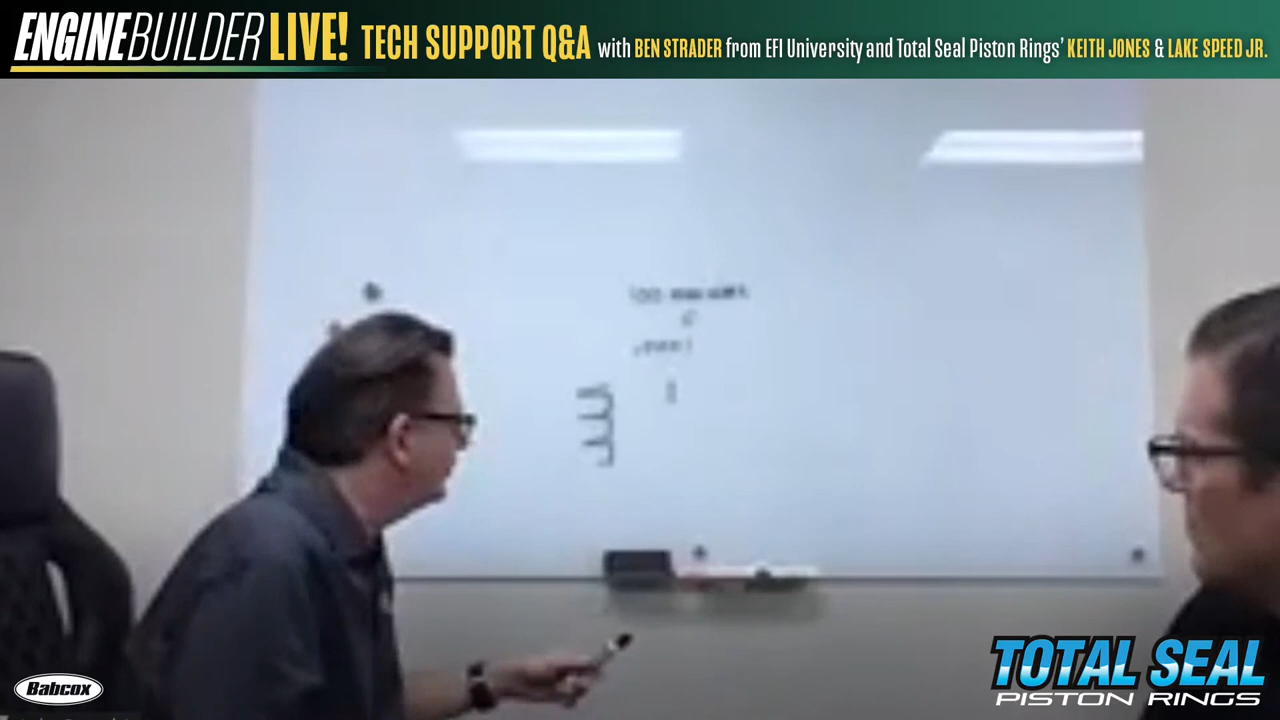 ENGINEBUILDER LIVE! TECH SUPPORT Q&A with BEN STRADER from EFI University and Total Seal Piston Rings' KEITH JONES & LAKE SPEED JR.
Babcox
TOTAL SEAL
PISTON RINGS